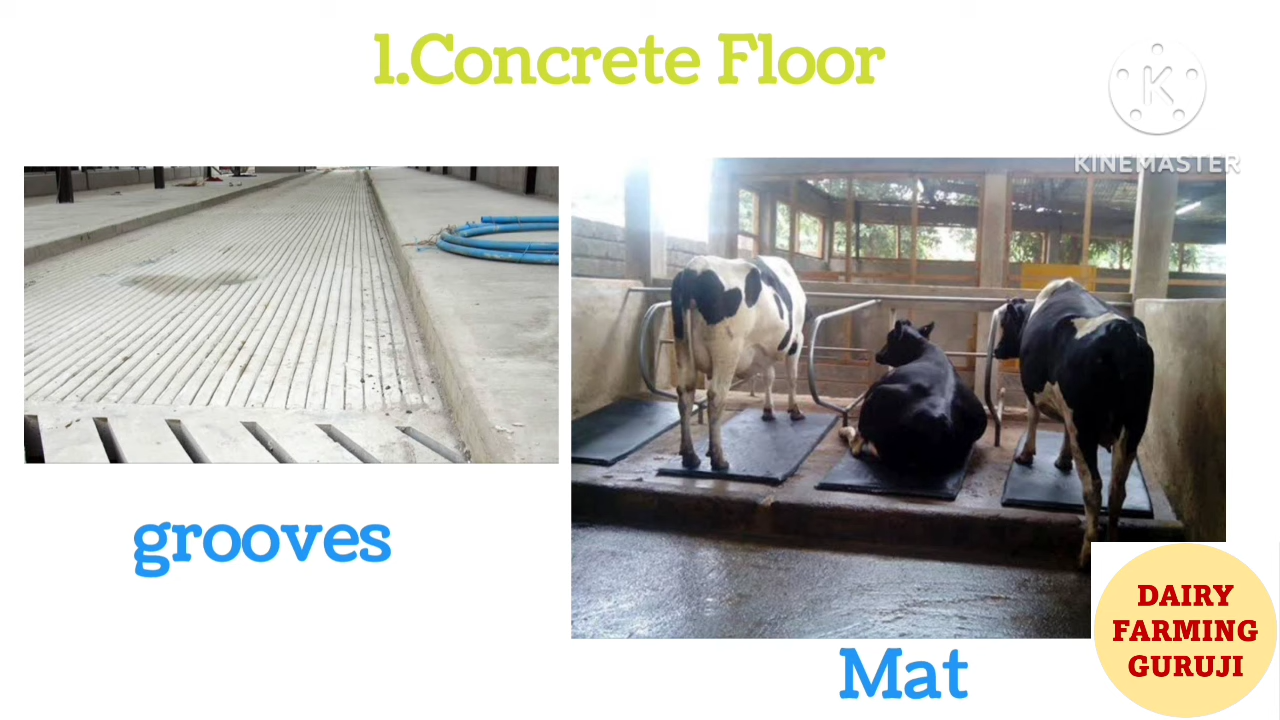 1.Concrete Floor
K
KINEMASTER
grooves
Mat
DAIRY
FARMING
GURUJI